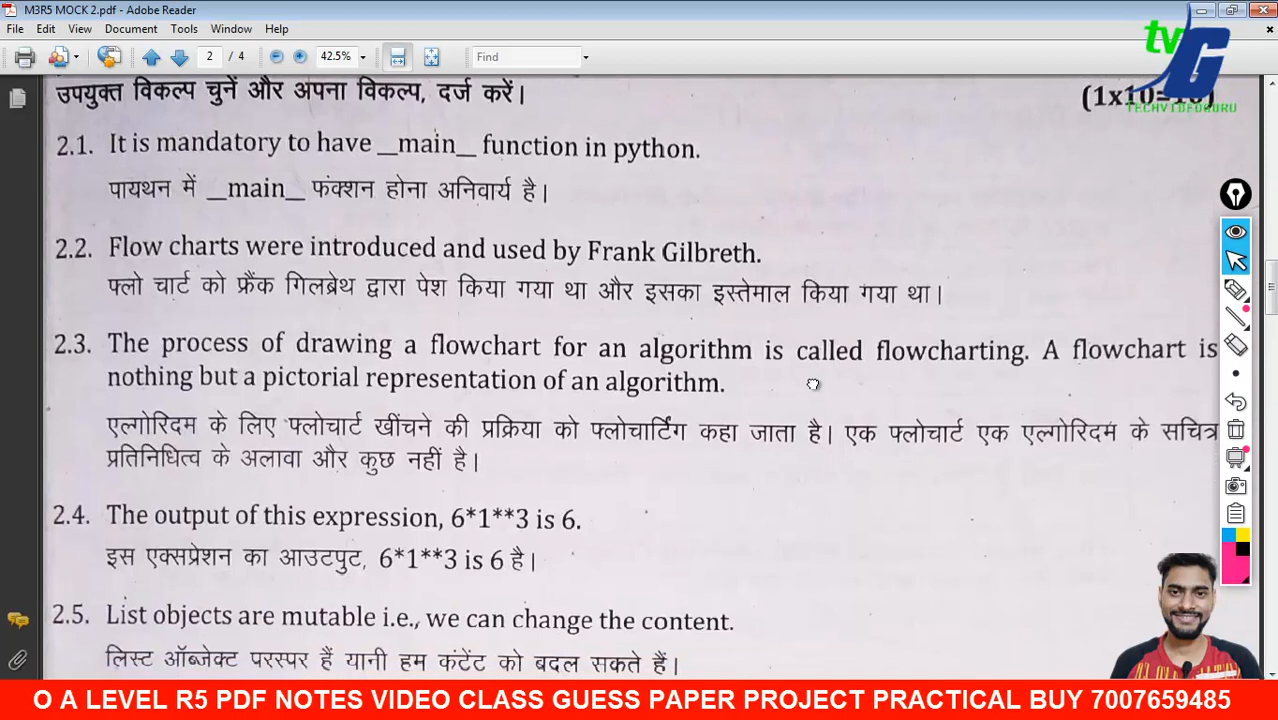 M3R5 MOCK 2.pdf - Adobe Reader
File Edit View Document Tools Window Help
2 / 4 42.5% Find
उपयुक्त विकल्प चुनें और अपना विकल्प, दर्ज करें।
(1x10=10)
tv G
TECHVIDEOGURU
2.1. It is mandatory to have __main__ function in python.
पायथन में __main__ फंक्शन होना अनिवार्य है।
2.2. Flow charts were introduced and used by Frank Gilbreth.
फ्लो चार्ट को फ्रैंक गिलब्रेथ द्वारा पेश किया गया था और इसका इस्तेमाल किया गया था।
2.3. The process of drawing a flowchart for an algorithm is called flowcharting. A flowchart is
nothing but a pictorial representation of an algorithm.
एल्गोरिदम के लिए फ्लोचार्ट खींचने की प्रक्रिया को फ्लोचार्टिंग कहा जाता है। एक फ्लोचार्ट एक एल्गोरिदम के सचित्र
प्रतिनिधित्व के अलावा और कुछ नहीं है।
2.4. The output of this expression, 6*1**3 is 6.
इस एक्सप्रेशन का आउटपुट, 6*1**3 is 6 है।
2.5. List objects are mutable i.e., we can change the content.
लिस्ट ऑब्जेक्ट परस्पर हैं यानी हम कंटेंट को बदल सकते हैं।
O A LEVEL R5 PDF NOTES VIDEO CLASS GUESS PAPER PROJECT PRACTICAL BUY 7007659485